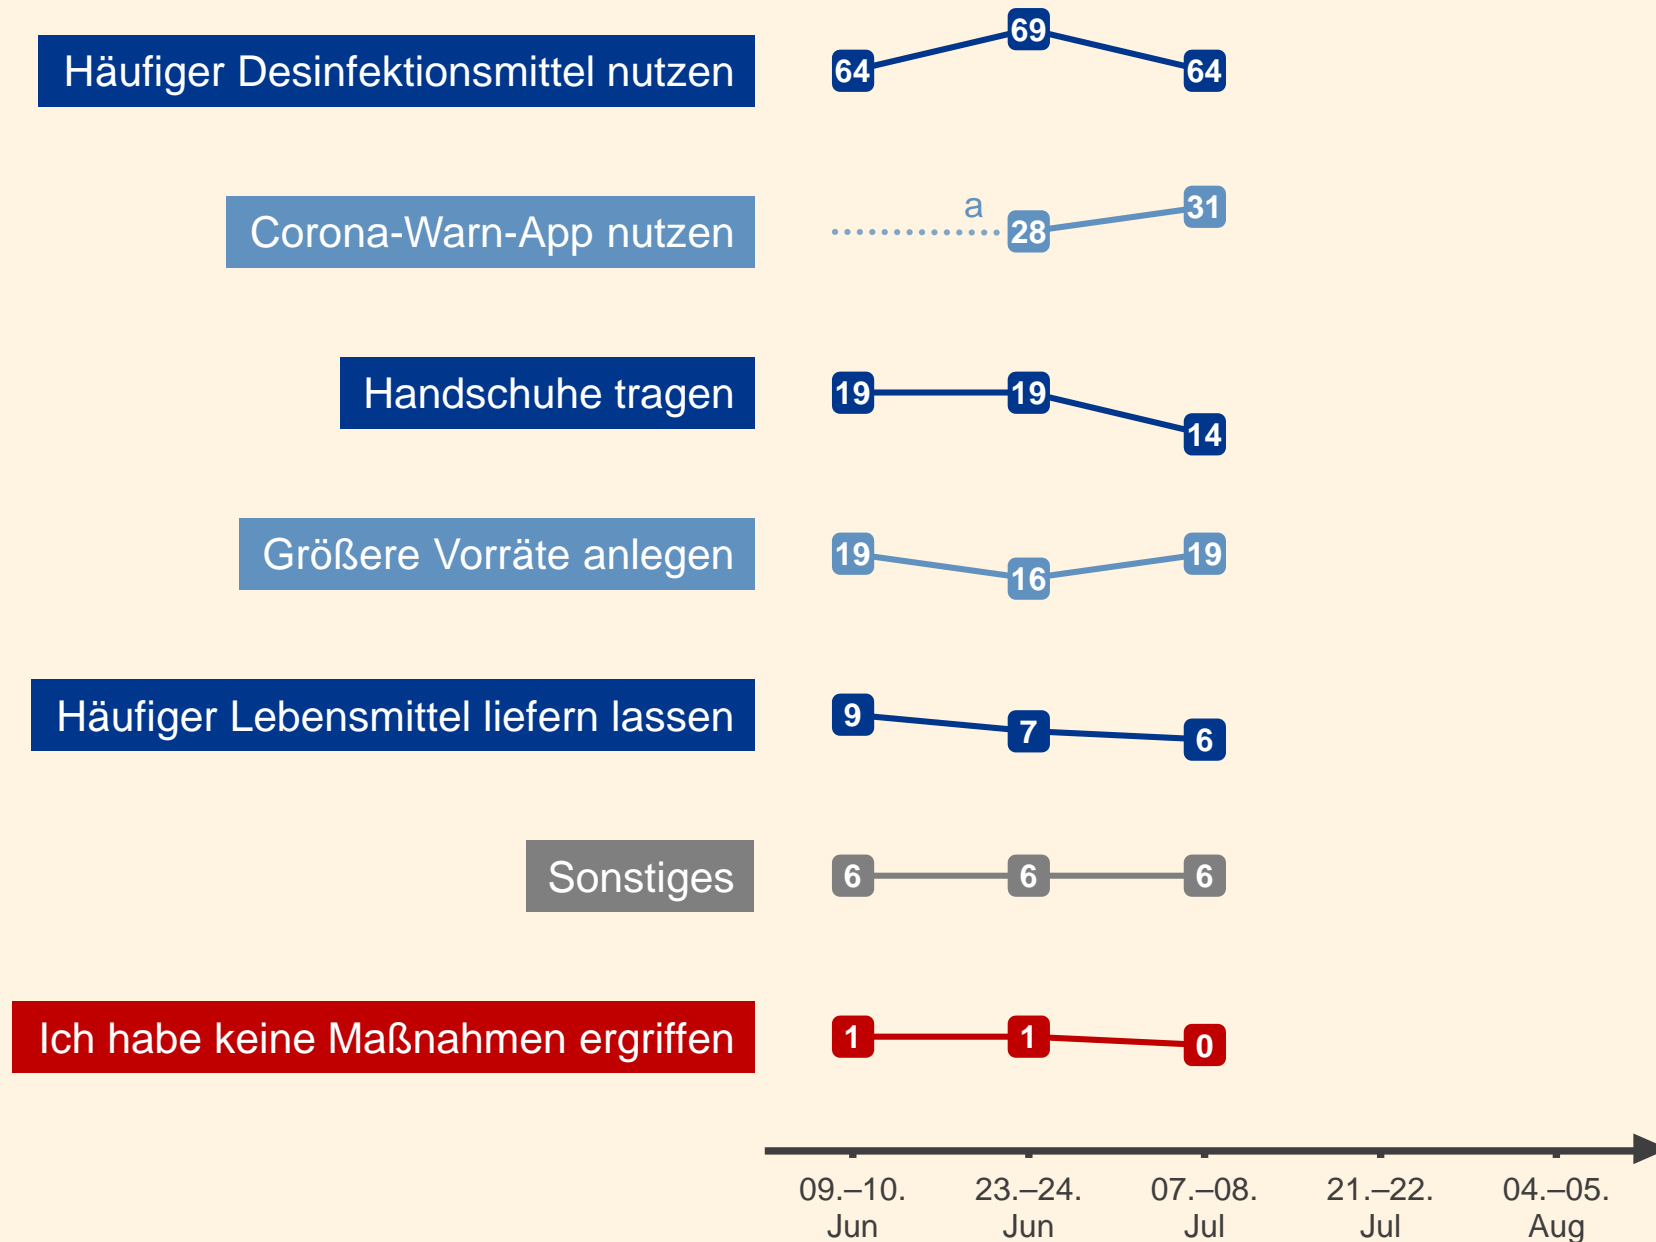 Häufiger Desinfektionsmittel nutzen 64 69 64
Corona-Warn-App nutzen a 28 31
Handschuhe tragen 19 19 14
Größere Vorräte anlegen 19 16 19
Häufiger Lebensmittel liefern lassen 9 7 6
Sonstiges 6 6 6
Ich habe keine Maßnahmen ergriffen 1 1 0
09.–10. 23.–24. 07.–08. 21.–22. 04.–05.
Jun Jun Jul Jul Aug